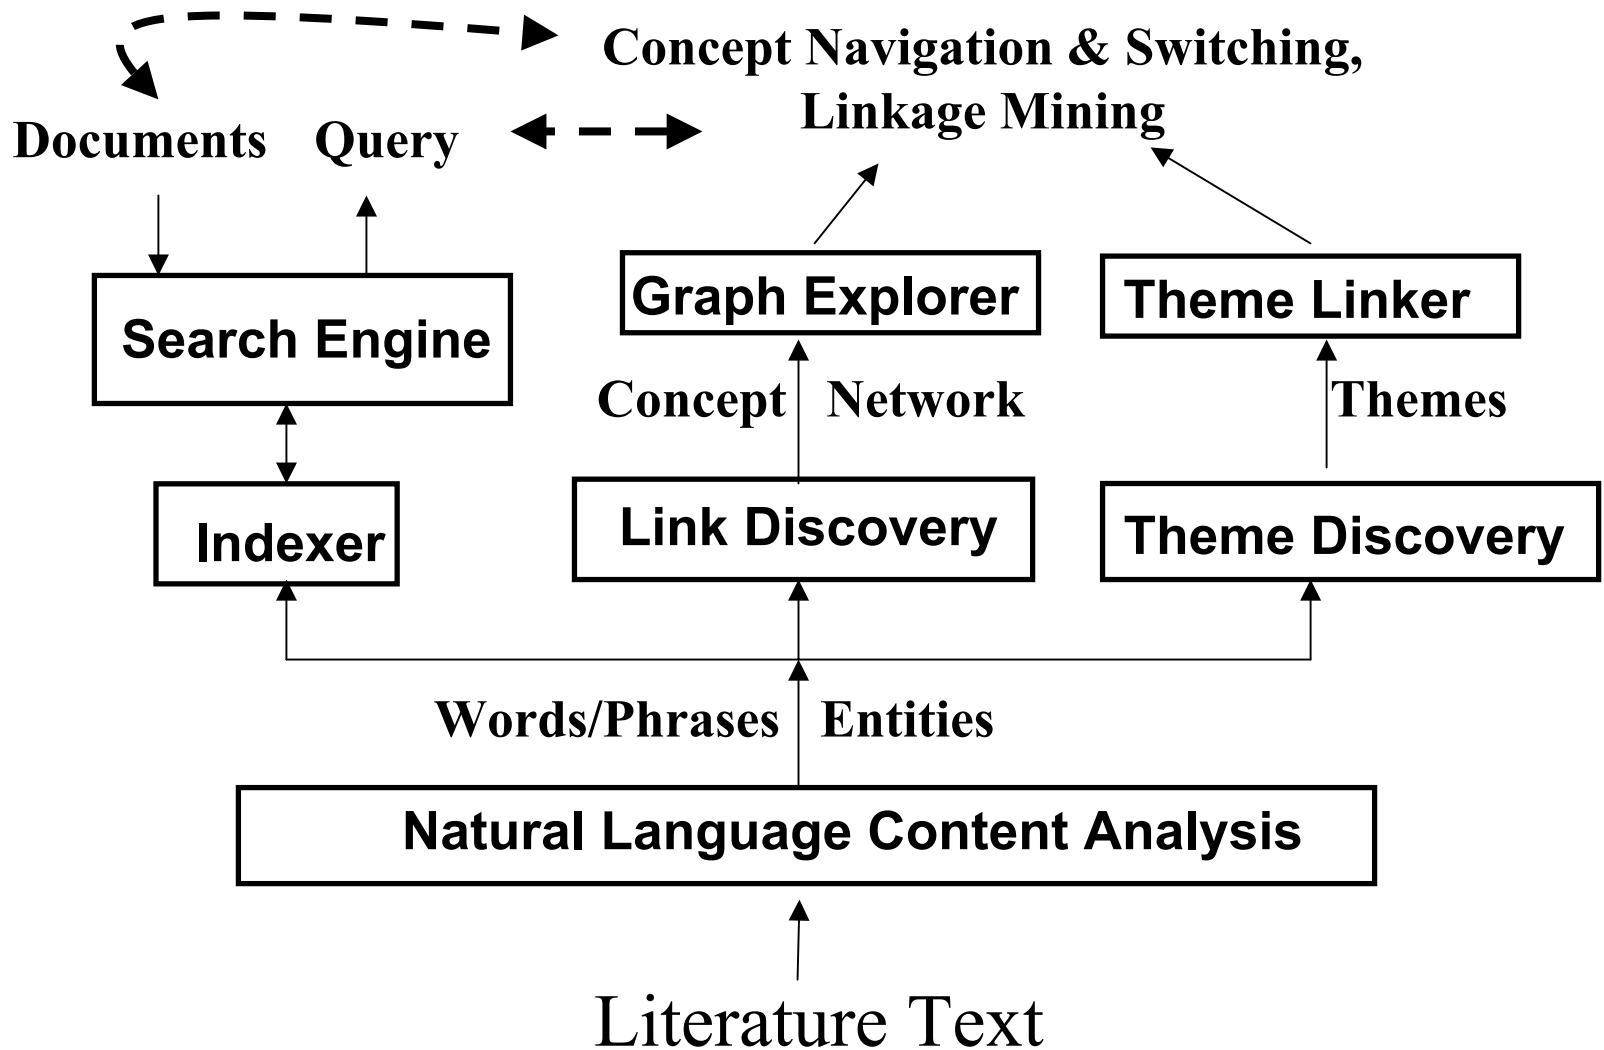 Concept Navigation & Switching,
Linkage Mining
Documents Query
Graph Explorer
Theme Linker
Search Engine
Concept Network
Themes
Indexer
Link Discovery
Theme Discovery
Words/Phrases Entities
Natural Language Content Analysis
Literature Text